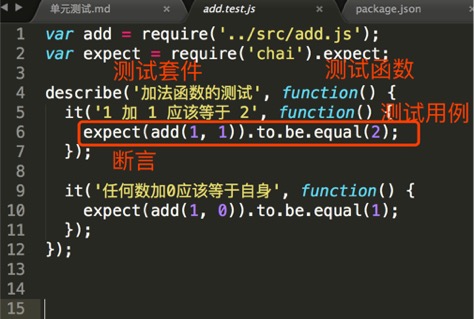 单元测试.md add.test.js package.json
1 var add = require('../src/add.js');
2 var expect = require('chai').expect;
3 测试套件 测试函数
4 describe('加法函数的测试', function() {
5 it('1 加 1 应该等于 2', function() { 测试用例
6 expect(add(1, 1)).to.be.equal(2);
7 });
断言
8
9 it('任何数加0应该等于自身', function() {
10 expect(add(1, 0)).to.be.equal(1);
11 });
12 });
13
14
15